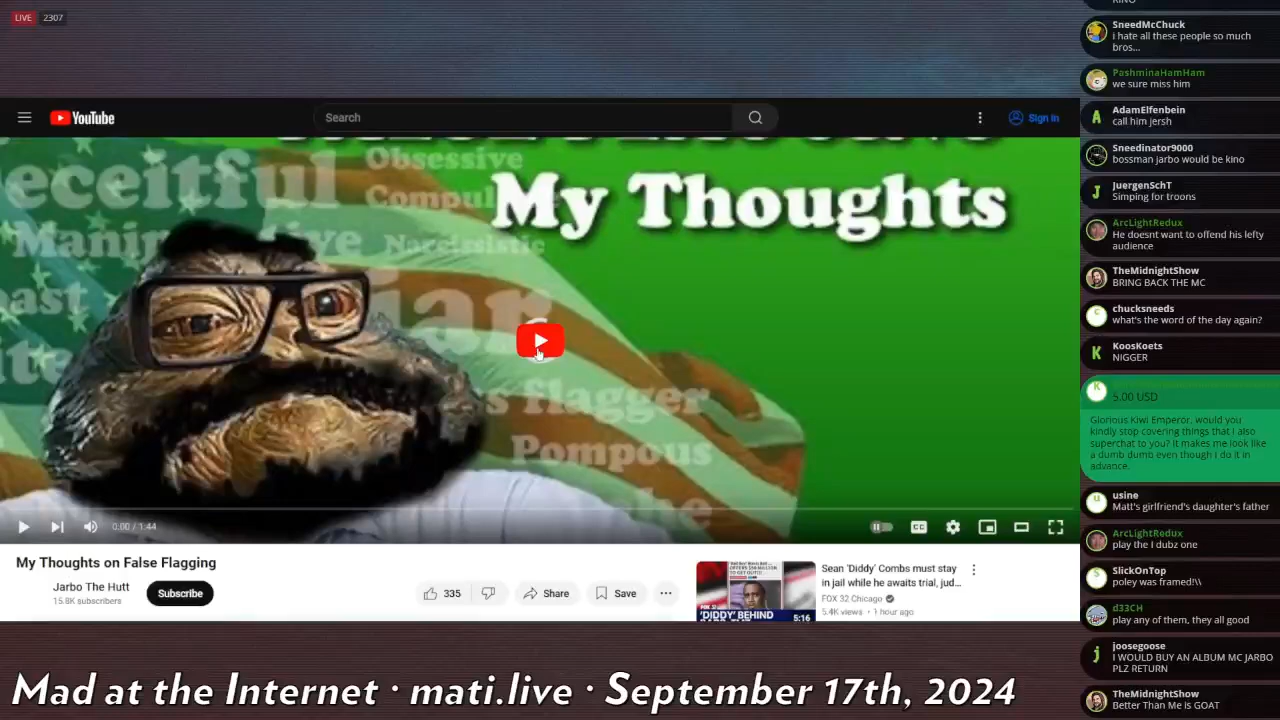 LIVE 2307
YouTube
Search
Sign in
eceitful
Obsessive
My Thoughts
Narcissistic
s flagger
Pompous
0:00 / 1:44
My Thoughts on False Flagging
Jarbo The Hutt
15.8K subscribers
Subscribe
335
Share
Save
Sean 'Diddy' Combs must stay
in jail while he awaits trial, jud...
FOX 32 Chicago
5.4K views • 1 hour ago
'DIDDY' BEHIND
5:16
Mad at the Internet · mati.live · September 17th, 2024
SneedMcChuck
i hate all these people so much
bros...
PashminaHamHam
we sure miss him
AdamElfenbein
call him jersh
Sneedinator9000
bossman jarbo would be kino
JuergenSchT
Simping for troons
ArcLightRedux
He doesnt want to offend his lefty
audience
TheMidnightShow
BRING BACK THE MC
chucksneeds
what's the word of the day again?
KoosKoets
NIGGER
5.00 USD
Glorious Kiwi Emperor, would you
kindly stop covering things that I also
superchat to you? It makes me look like
a dumb dumb even though I do it in
advance.
usine
Matt's girlfriend's daughter's father
ArcLightRedux
play the I dubz one
SlickOnTop
poley was framed!\\
d33CH
play any of them, they all good
joosegoose
I WOULD BUY AN ALBUM MC JARBO
PLZ RETURN
TheMidnightShow
Better Than Me is GOAT